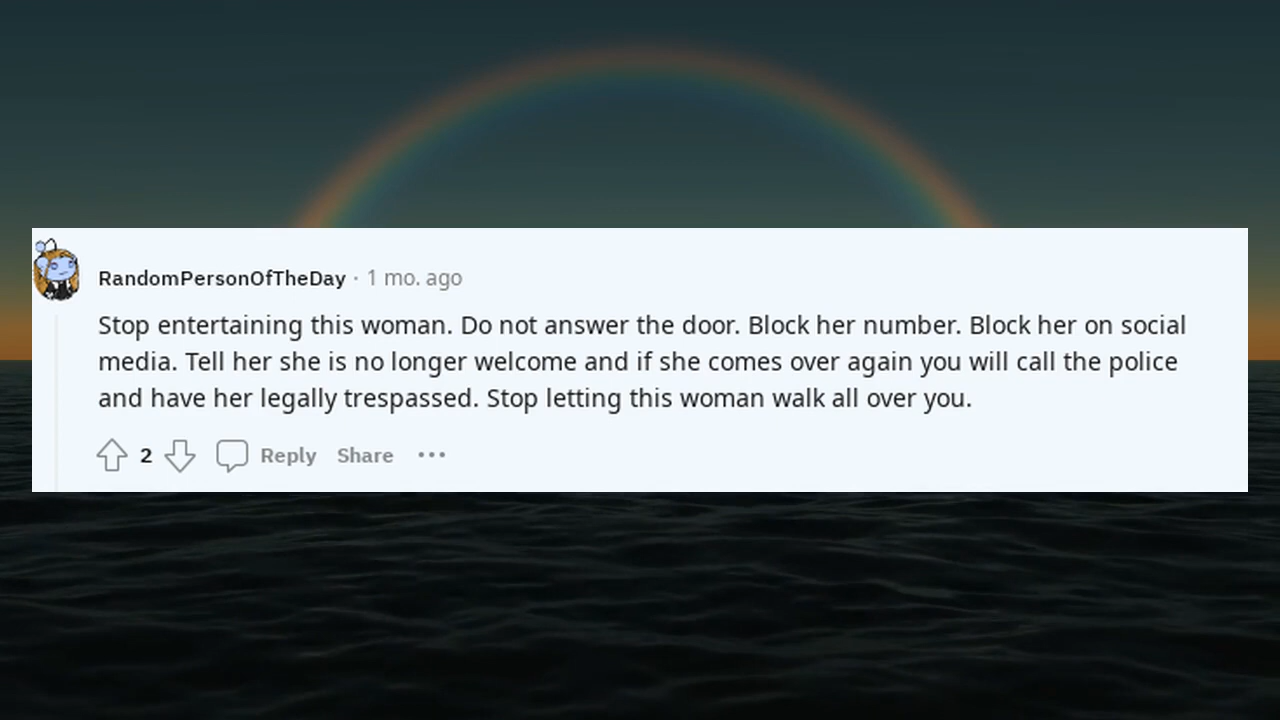 RandomPersonOfTheDay · 1 mo. ago
Stop entertaining this woman. Do not answer the door. Block her number. Block her on social
media. Tell her she is no longer welcome and if she comes over again you will call the police
and have her legally trespassed. Stop letting this woman walk all over you.
2 Reply Share ···